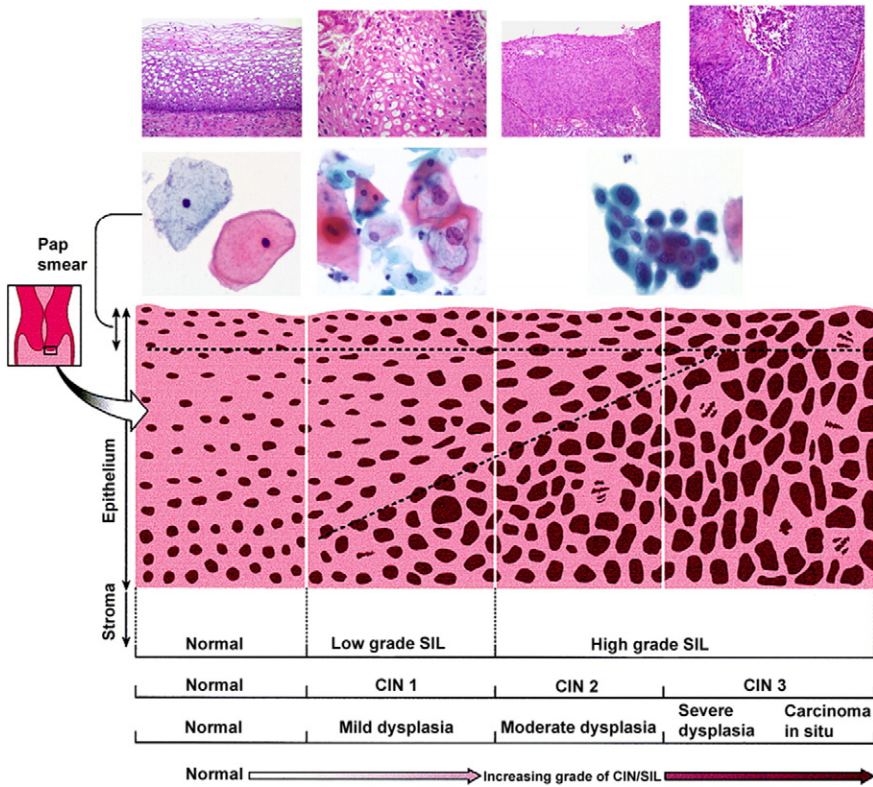 Pap
smear
Epithelium
Stroma
Normal
Low grade SIL
High grade SIL
Normal
CIN 1
CIN 2
CIN 3
Normal
Mild dysplasia
Moderate dysplasia
Severe
dysplasia
Carcinoma
in situ
Normal
Increasing grade of CIN/SIL